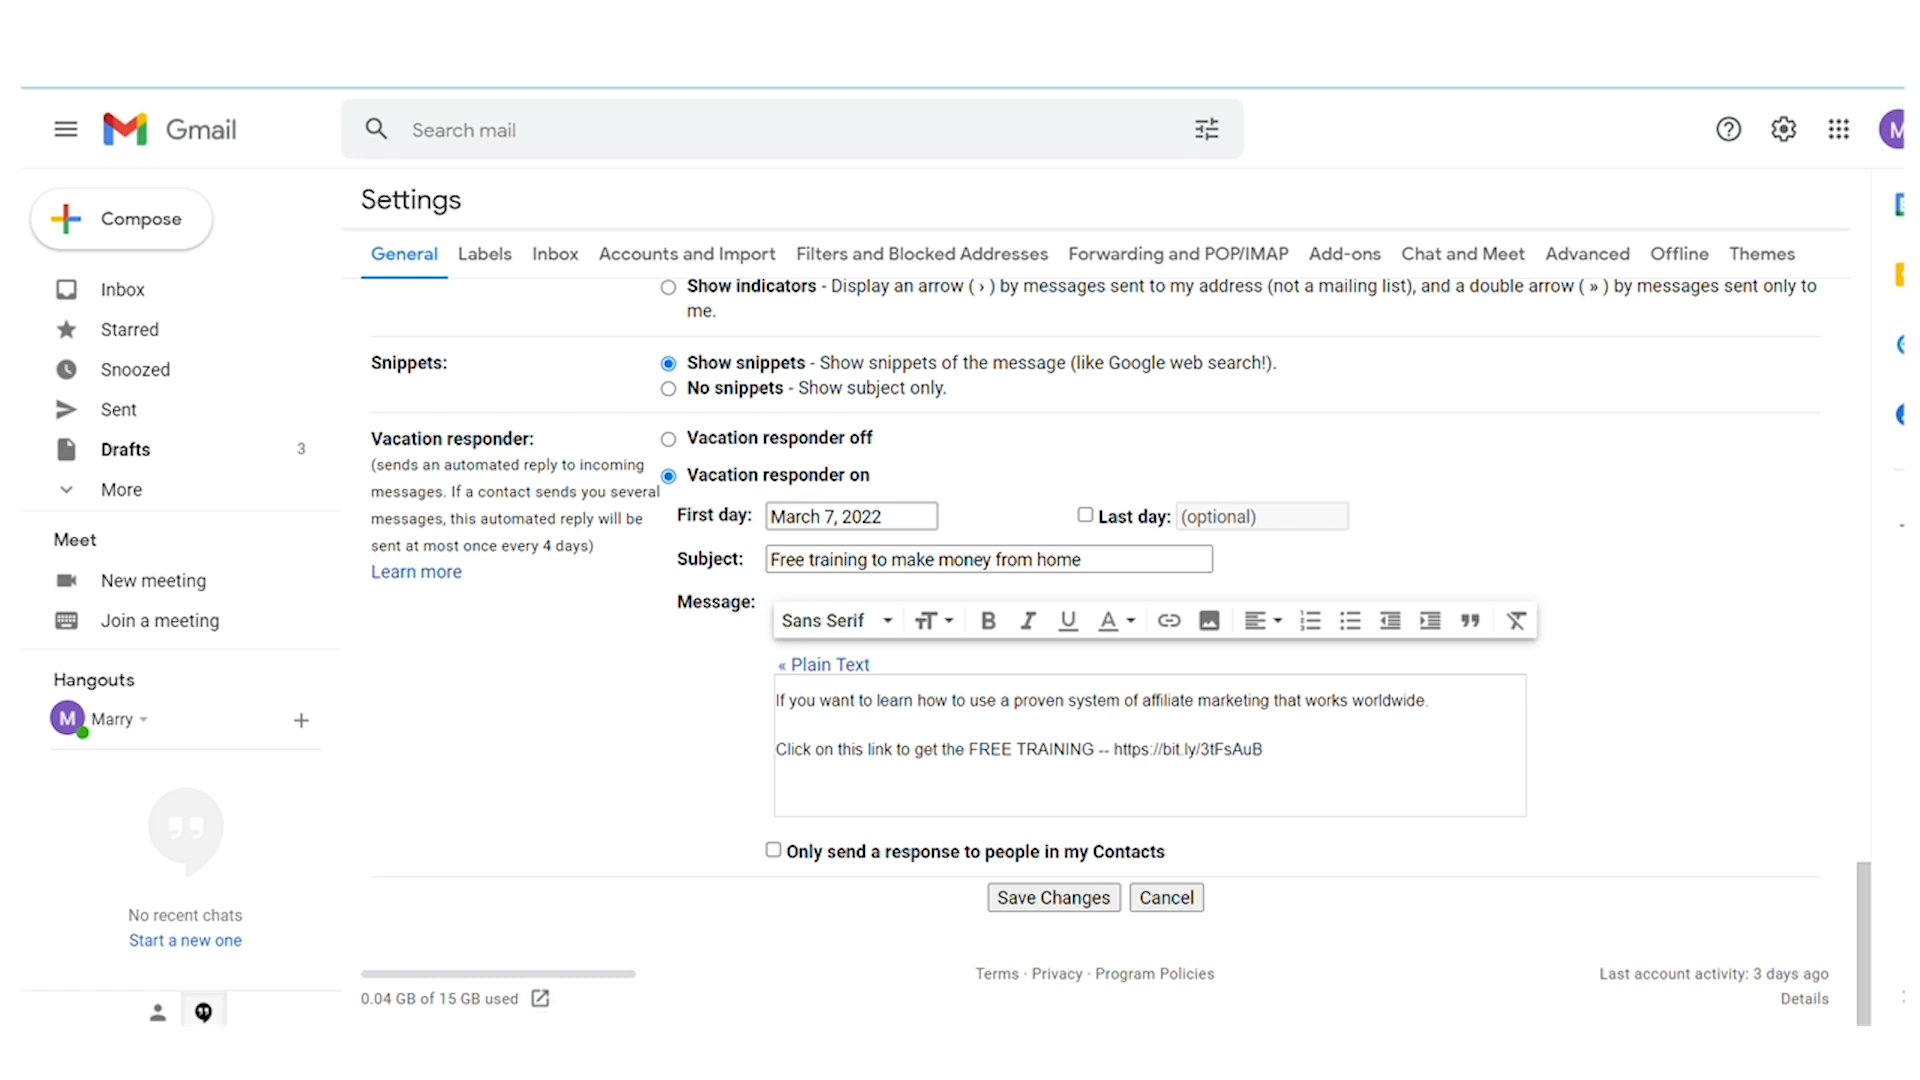 Gmail
Search mail
M
Compose
Settings
General Labels Inbox Accounts and Import Filters and Blocked Addresses Forwarding and POP/IMAP Add-ons Chat and Meet Advanced Offline Themes
Inbox
Starred
Snoozed
Sent
Drafts 3
More
Meet
New meeting
Join a meeting
Hangouts
M Marry
No recent chats
Start a new one
Show indicators - Display an arrow ( › ) by messages sent to my address (not a mailing list), and a double arrow ( » ) by messages sent only to
me.
Snippets:
Show snippets - Show snippets of the message (like Google web search!).
No snippets - Show subject only.
Vacation responder:
(sends an automated reply to incoming
messages. If a contact sends you several
messages, this automated reply will be
sent at most once every 4 days)
Learn more
Vacation responder off
Vacation responder on
First day: March 7, 2022 Last day: (optional)
Subject: Free training to make money from home
Message:
Sans Serif
« Plain Text
If you want to learn how to use a proven system of affiliate marketing that works worldwide.
Click on this link to get the FREE TRAINING -- https://bit.ly/3tFsAuB
Only send a response to people in my Contacts
Save Changes Cancel
0.04 GB of 15 GB used
Terms · Privacy · Program Policies
Last account activity: 3 days ago
Details